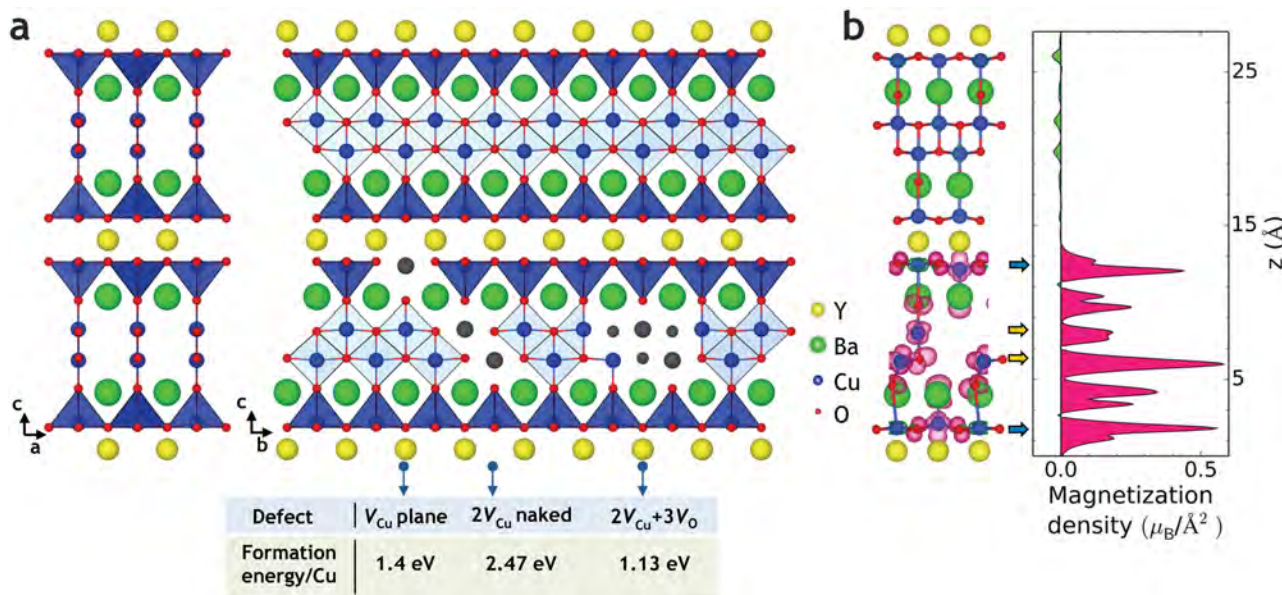 a
b
c
a
c
b
Y
Ba
Cu
O
25
15
5
z (Å)
0.0
0.5
Magnetization
density (μB/Å²)
Defect
VCu plane
2VCu naked
2VCu+3VO
Formation
energy/Cu
1.4 eV
2.47 eV
1.13 eV